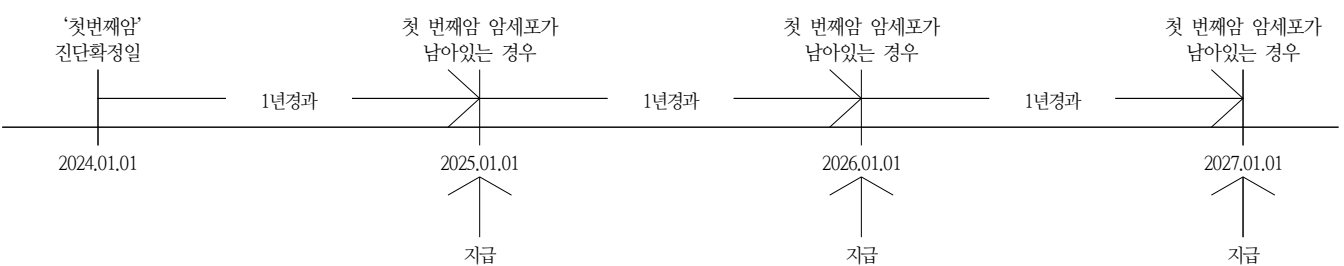 ‘첫번째암’
진단확정일
첫 번째암 암세포가
남아있는 경우
첫 번째암 암세포가
남아있는 경우
첫 번째암 암세포가
남아있는 경우
1년경과
1년경과
1년경과
2024.01.01
2025.01.01
2026.01.01
2027.01.01
지급
지급
지급